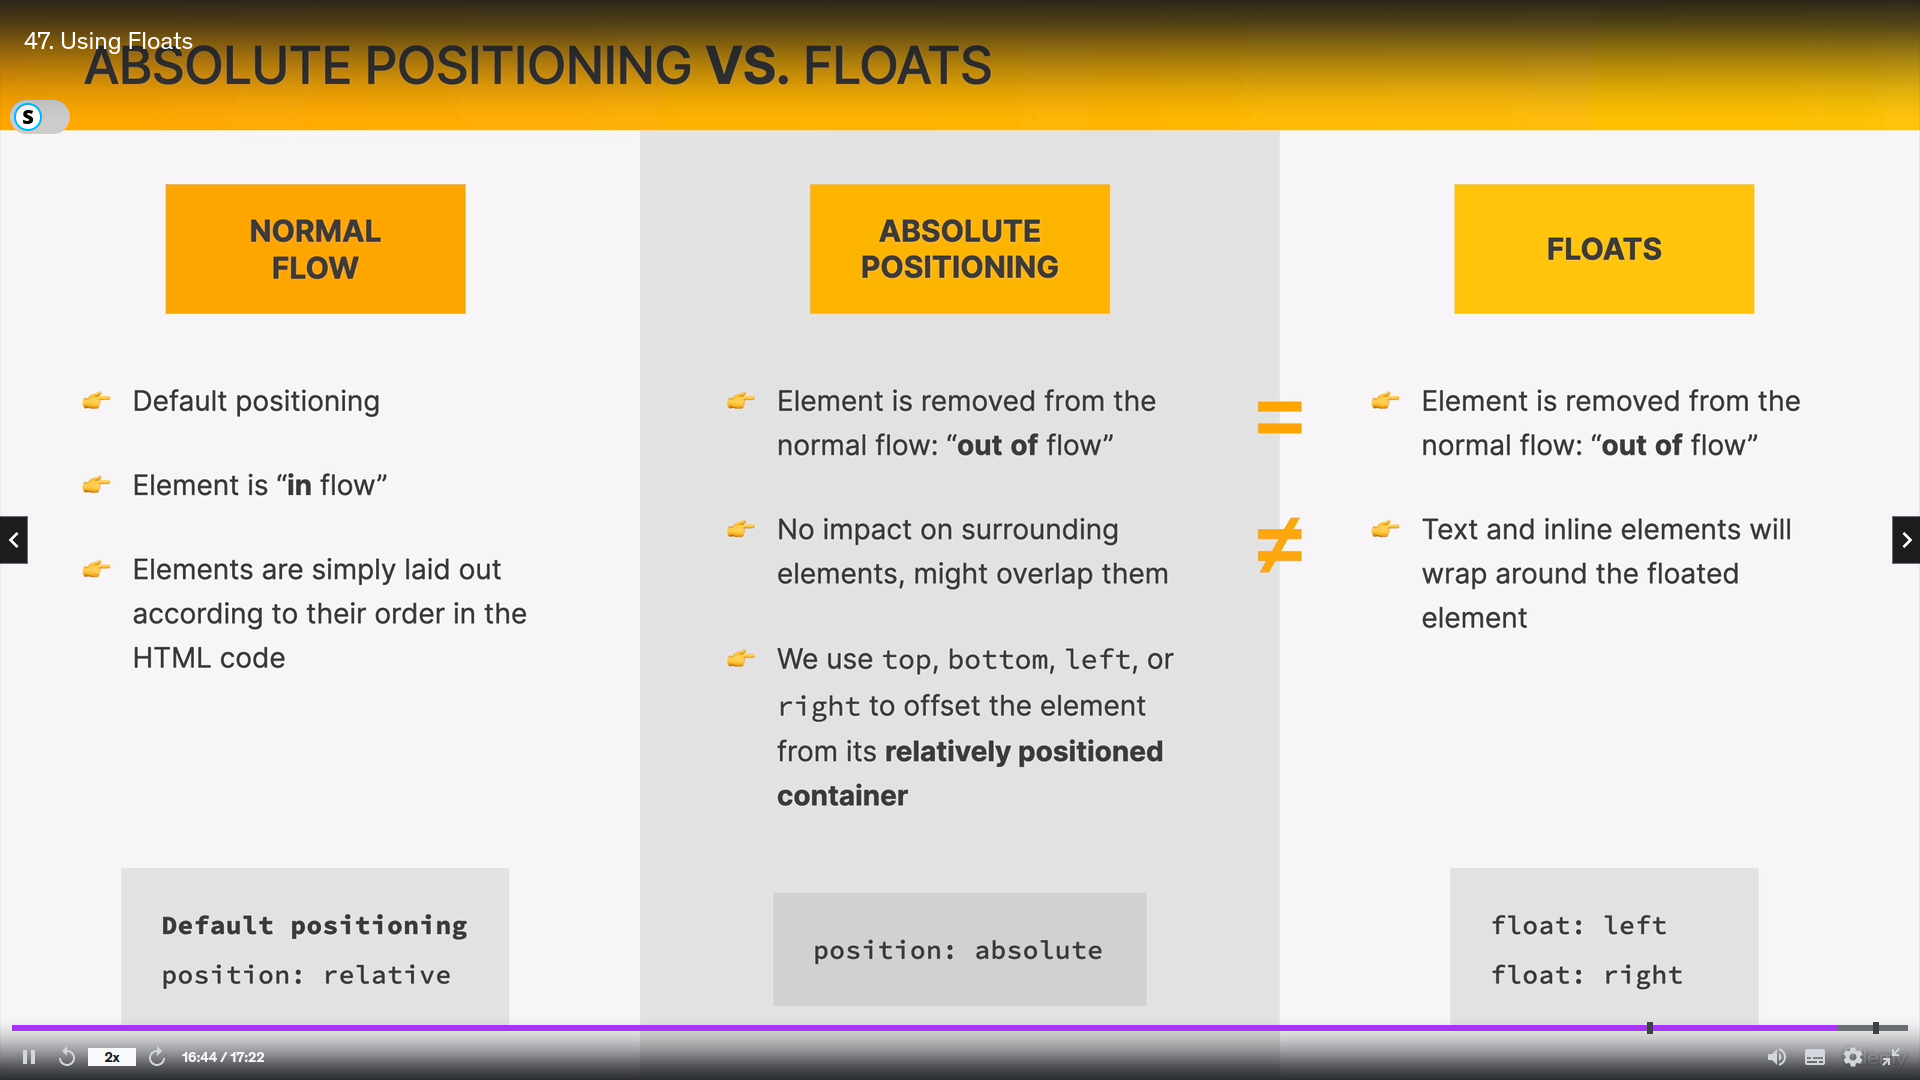 47. Using Floats
ABSOLUTE POSITIONING VS. FLOATS
S
NORMAL
FLOW
Default positioning
Element is “in flow”
Elements are simply laid out
according to their order in the
HTML code
Default positioning
position: relative
ABSOLUTE
POSITIONING
Element is removed from the
normal flow: “out of flow”
No impact on surrounding
elements, might overlap them
We use top, bottom, left, or
right to offset the element
from its relatively positioned
container
position: absolute
=
≠
FLOATS
Element is removed from the
normal flow: “out of flow”
Text and inline elements will
wrap around the floated
element
float: left
float: right
2x
16:44 / 17:22